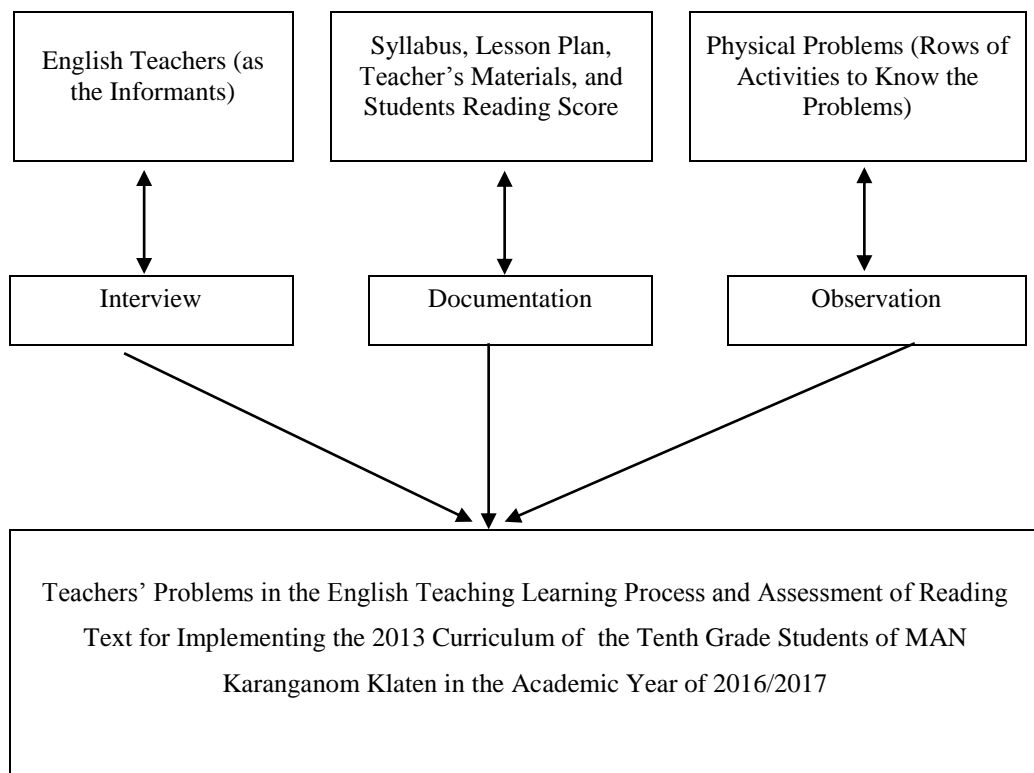 English Teachers (as
the Informants)
Syllabus, Lesson Plan,
Teacher’s Materials, and
Students Reading Score
Physical Problems (Rows of
Activities to Know the
Problems)
Interview
Documentation
Observation
Teachers’ Problems in the English Teaching Learning Process and Assessment of Reading
Text for Implementing the 2013 Curriculum of the Tenth Grade Students of MAN
Karanganom Klaten in the Academic Year of 2016/2017